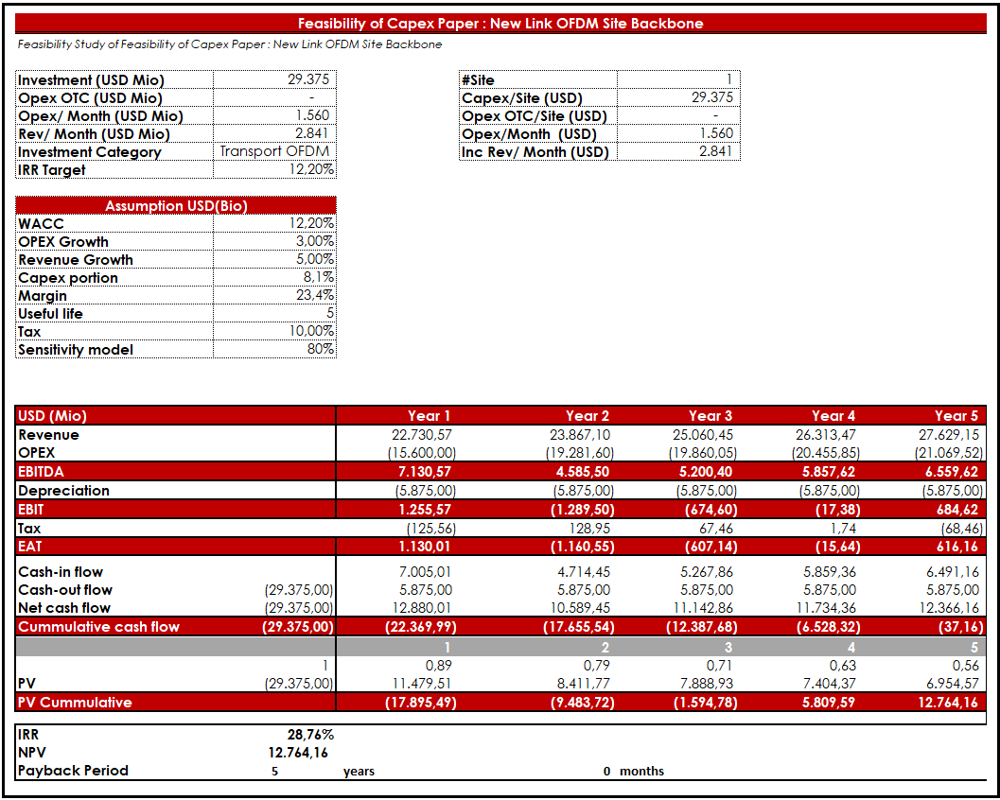 Feasibility of Capex Paper : New Link OFDM Site Backbone
Feasibility Study of Feasibility of Capex Paper : New Link OFDM Site Backbone
Investment (USD Mio) 29.375
Opex OTC (USD Mio) -
Opex/ Month (USD Mio) 1.560
Rev/ Month (USD Mio) 2.841
Investment Category Transport OFDM
IRR Target 12,20%
#Site 1
Capex/Site (USD) 29.375
Opex OTC/Site (USD) -
Opex/Month (USD) 1.560
Inc Rev/ Month (USD) 2.841
Assumption USD(Bio)
WACC 12,20%
OPEX Growth 3,00%
Revenue Growth 5,00%
Capex portion 8,1%
Margin 23,4%
Useful life 5
Tax 10,00%
Sensitivity model 80%
USD (Mio) Year 1 Year 2 Year 3 Year 4 Year 5
Revenue 22.730,57 23.867,10 25.060,45 26.313,47 27.629,15
OPEX (15.600,00) (19.281,60) (19.860,05) (20.455,85) (21.069,52)
EBITDA 7.130,57 4.585,50 5.200,40 5.857,62 6.559,62
Depreciation (5.875,00) (5.875,00) (5.875,00) (5.875,00) (5.875,00)
EBIT 1.255,57 (1.289,50) (674,60) (17,38) 684,62
Tax (125,56) 128,95 67,46 1,74 (68,46)
EAT 1.130,01 (1.160,55) (607,14) (15,64) 616,16
Cash-in flow 7.005,01 4.714,45 5.267,86 5.859,36 6.491,16
Cash-out flow (29.375,00) 5.875,00 5.875,00 5.875,00 5.875,00 5.875,00
Net cash flow (29.375,00) 12.880,01 10.589,45 11.142,86 11.734,36 12.366,16
Cummulative cash flow (29.375,00) (22.369,99) (17.655,54) (12.387,68) (6.528,32) (37,16)
1 2 3 4 5
1 0,89 0,79 0,71 0,63 0,56
PV (29.375,00) 11.479,51 8.411,77 7.888,93 7.404,37 6.954,57
PV Cummulative (17.895,49) (9.483,72) (1.594,78) 5.809,59 12.764,16
IRR 28,76%
NPV 12.764,16
Payback Period 5 years 0 months